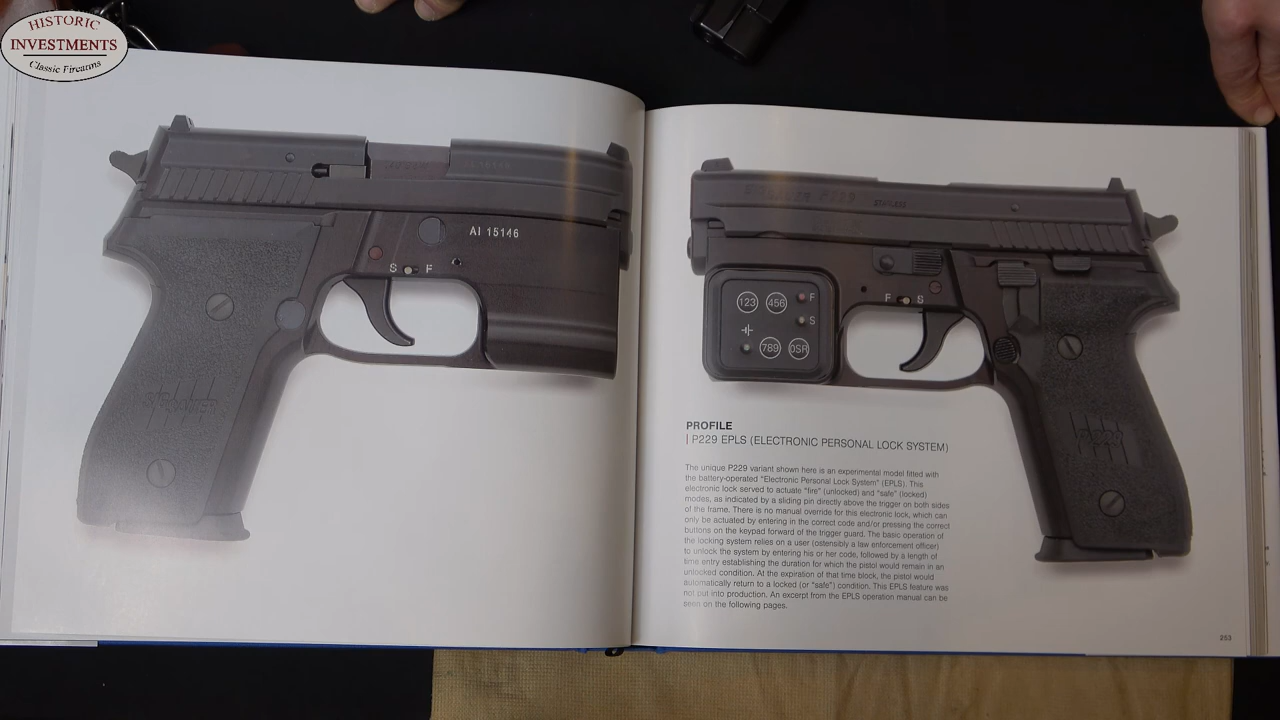 HISTORIC
INVESTMENTS
Classic Firearms
AI 15146
S F
P229
F S
123 456 F
S
789 0SR
PROFILE
| P229 EPLS (ELECTRONIC PERSONAL LOCK SYSTEM)
The unique P229 variant shown here is an experimental model fitted with
the battery-operated "Electronic Personal Lock System" (EPLS). This
electronic lock served to actuate "fire" (unlocked) and "safe" (locked)
modes, as indicated by a sliding pin directly above the trigger on both sides
of the frame. There is no manual override for this electronic lock, which can
only be actuated by entering in the correct code and/or pressing the correct
buttons on the keypad forward of the trigger guard. The basic operation of
the locking system relies on a user (ostensibly a law enforcement officer)
to unlock the system by entering his or her code, followed by a length of
time entry establishing the duration for which the pistol would remain in an
unlocked condition. At the expiration of that time block, the pistol would
automatically return to a locked (or "safe") condition. This EPLS feature was
not put into production. An excerpt from the EPLS operation manual can be
seen on the following pages.
253